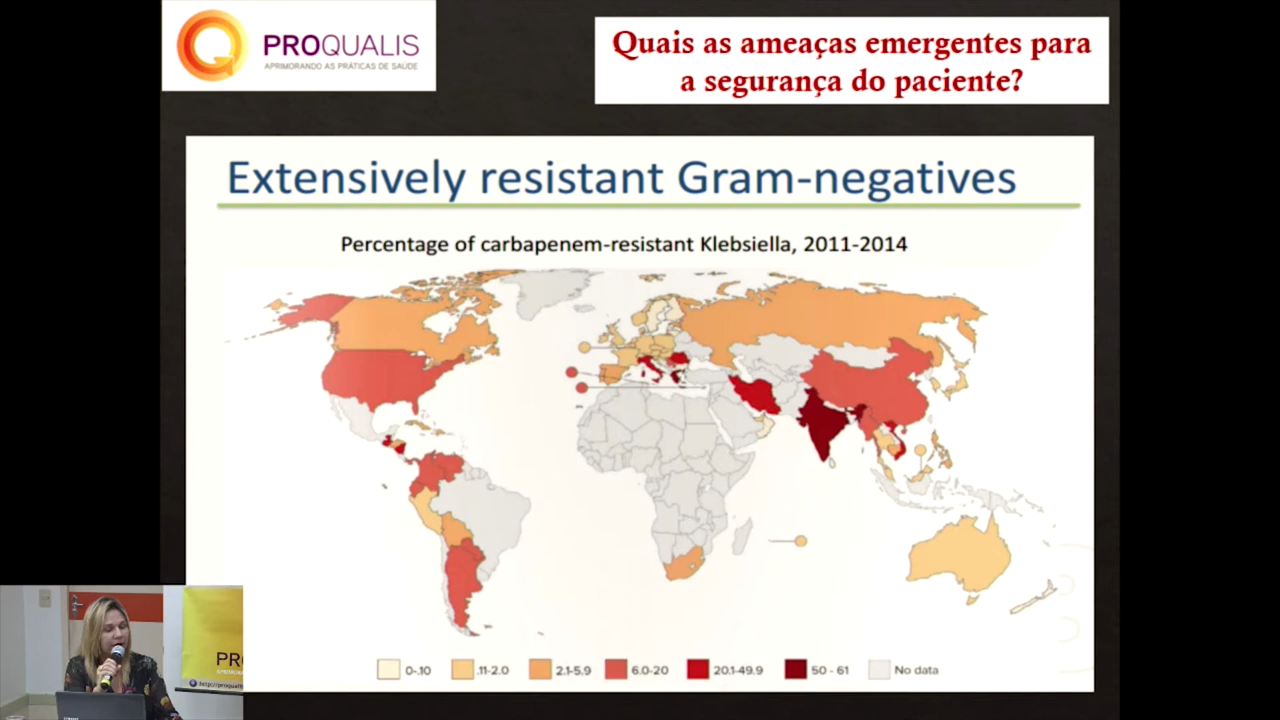 PROQUALIS
APRIMORANDO AS PRÁTICAS DE SAÚDE
Quais as ameaças emergentes para
a segurança do paciente?
Extensively resistant Gram-negatives
Percentage of carbapenem-resistant Klebsiella, 2011-2014
0-.10
.11-2.0
2.1-5.9
6.0-20
20.1-49.9
50 - 61
No data
PR